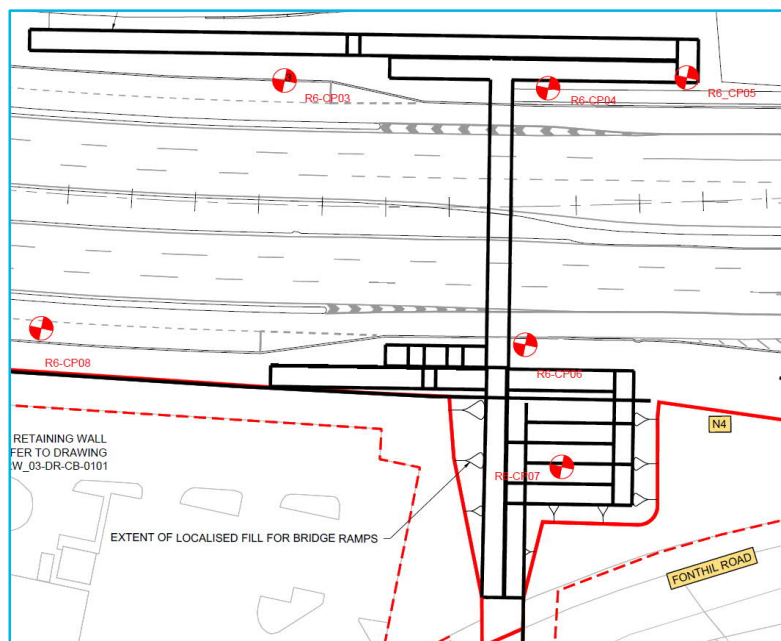 R6-CP03
R6-CP04
R6_CP05
R6-CP08
R6-CP06
N4
RETAINING WALL
FER TO DRAWING
W_03-DR-CB-0101
R6-CP07
EXTENT OF LOCALISED FILL FOR BRIDGE RAMPS
FONTHIL ROAD